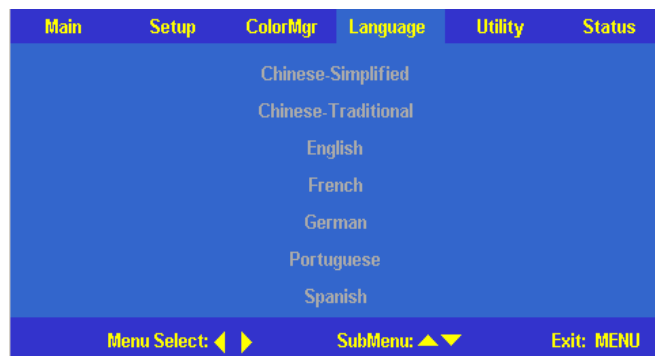 Main Setup ColorMgr Language Utility Status
Chinese-Simplified
Chinese-Traditional
English
French
German
Portuguese
Spanish
Menu Select: SubMenu: Exit: MENU